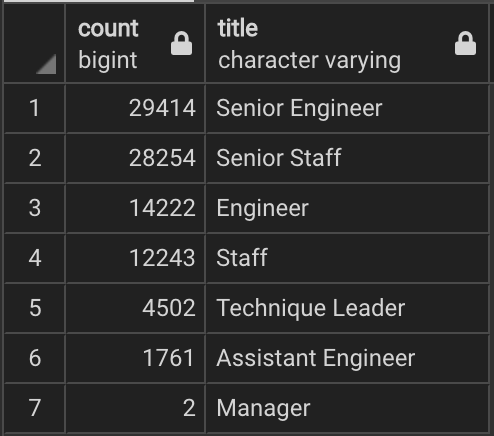 count title
bigint character varying
1 29414 Senior Engineer
2 28254 Senior Staff
3 14222 Engineer
4 12243 Staff
5 4502 Technique Leader
6 1761 Assistant Engineer
7 2 Manager